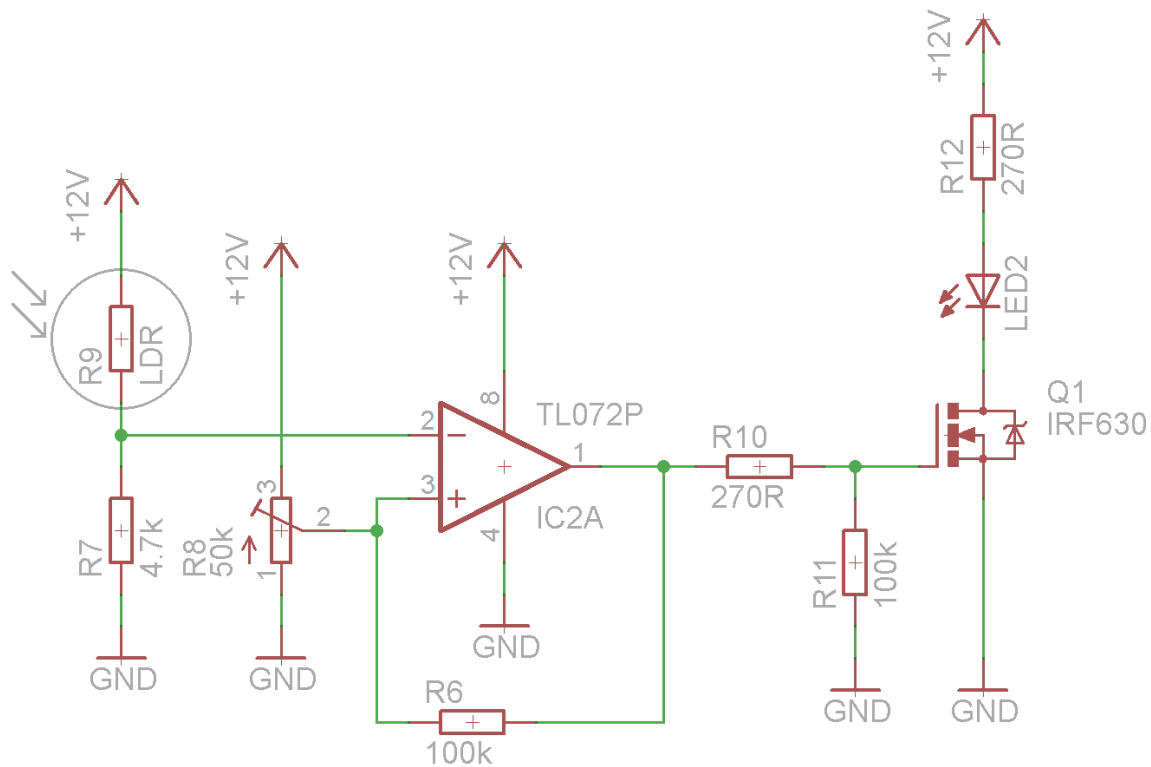 +12V
R12
270R
LED2
Q1
IRF630
+12V
R9
LDR
R7
4.7k
GND
+12V
3
2
1
R8
50k
GND
+12V
8
2
−
3
+
1
4
TL072P
IC2A
GND
R6
100k
R10
270R
R11
100k
GND
GND